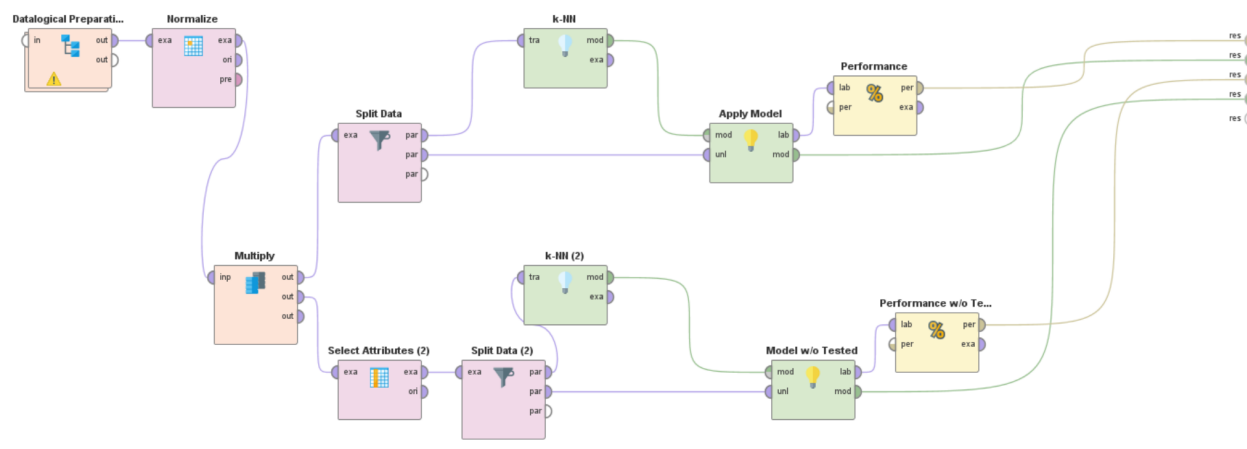 Datalogical Preparati...
in
out
out
Normalize
exa
exa
ori
pre
k-NN
tra
mod
exa
Performance
lab
per
per
exa
res
res
res
res
res
Split Data
exa
par
par
par
Apply Model
mod
lab
unl
mod
Multiply
inp
out
out
out
k-NN (2)
tra
mod
exa
Performance w/o Te...
lab
per
per
exa
Select Attributes (2)
exa
exa
ori
Split Data (2)
exa
par
par
par
Model w/o Tested
mod
lab
unl
mod